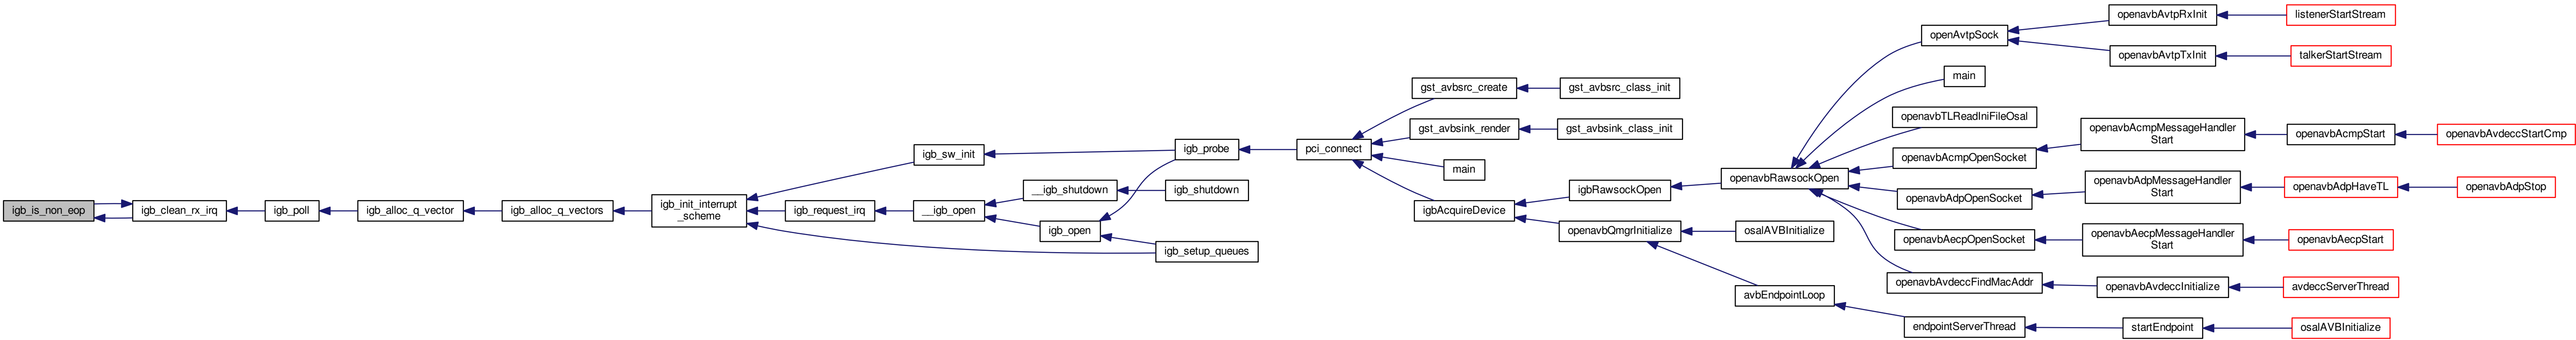 igb_is_non_eop
igb_clean_rx_irq
igb_poll
igb_alloc_q_vector
igb_alloc_q_vectors
igb_init_interrupt
_scheme
igb_sw_init
igb_request_irq
__igb_open
__igb_shutdown
igb_open
igb_probe
igb_shutdown
igb_setup_queues
pci_connect
gst_avbsrc_create
gst_avbsink_render
main
igbAcquireDevice
gst_avbsrc_class_init
gst_avbsink_class_init
igbRawsockOpen
openavbQmgrInitialize
openavbRawsockOpen
osalAVBInitialize
avbEndpointLoop
openAvtpSock
main
openavbTLReadIniFileOsal
openavbAcmpOpenSocket
openavbAdpOpenSocket
openavbAecpOpenSocket
openavbAvdeccFindMacAddr
endpointServerThread
openavbAvtpRxInit
openavbAvtpTxInit
openavbAcmpMessageHandler
Start
openavbAdpMessageHandler
Start
openavbAecpMessageHandler
Start
openavbAvdeccInitialize
startEndpoint
listenerStartStream
talkerStartStream
openavbAcmpStart
openavbAdpHaveTL
openavbAecpStart
avdeccServerThread
osalAVBInitialize
openavbAvdeccStartCmp
openavbAdpStop